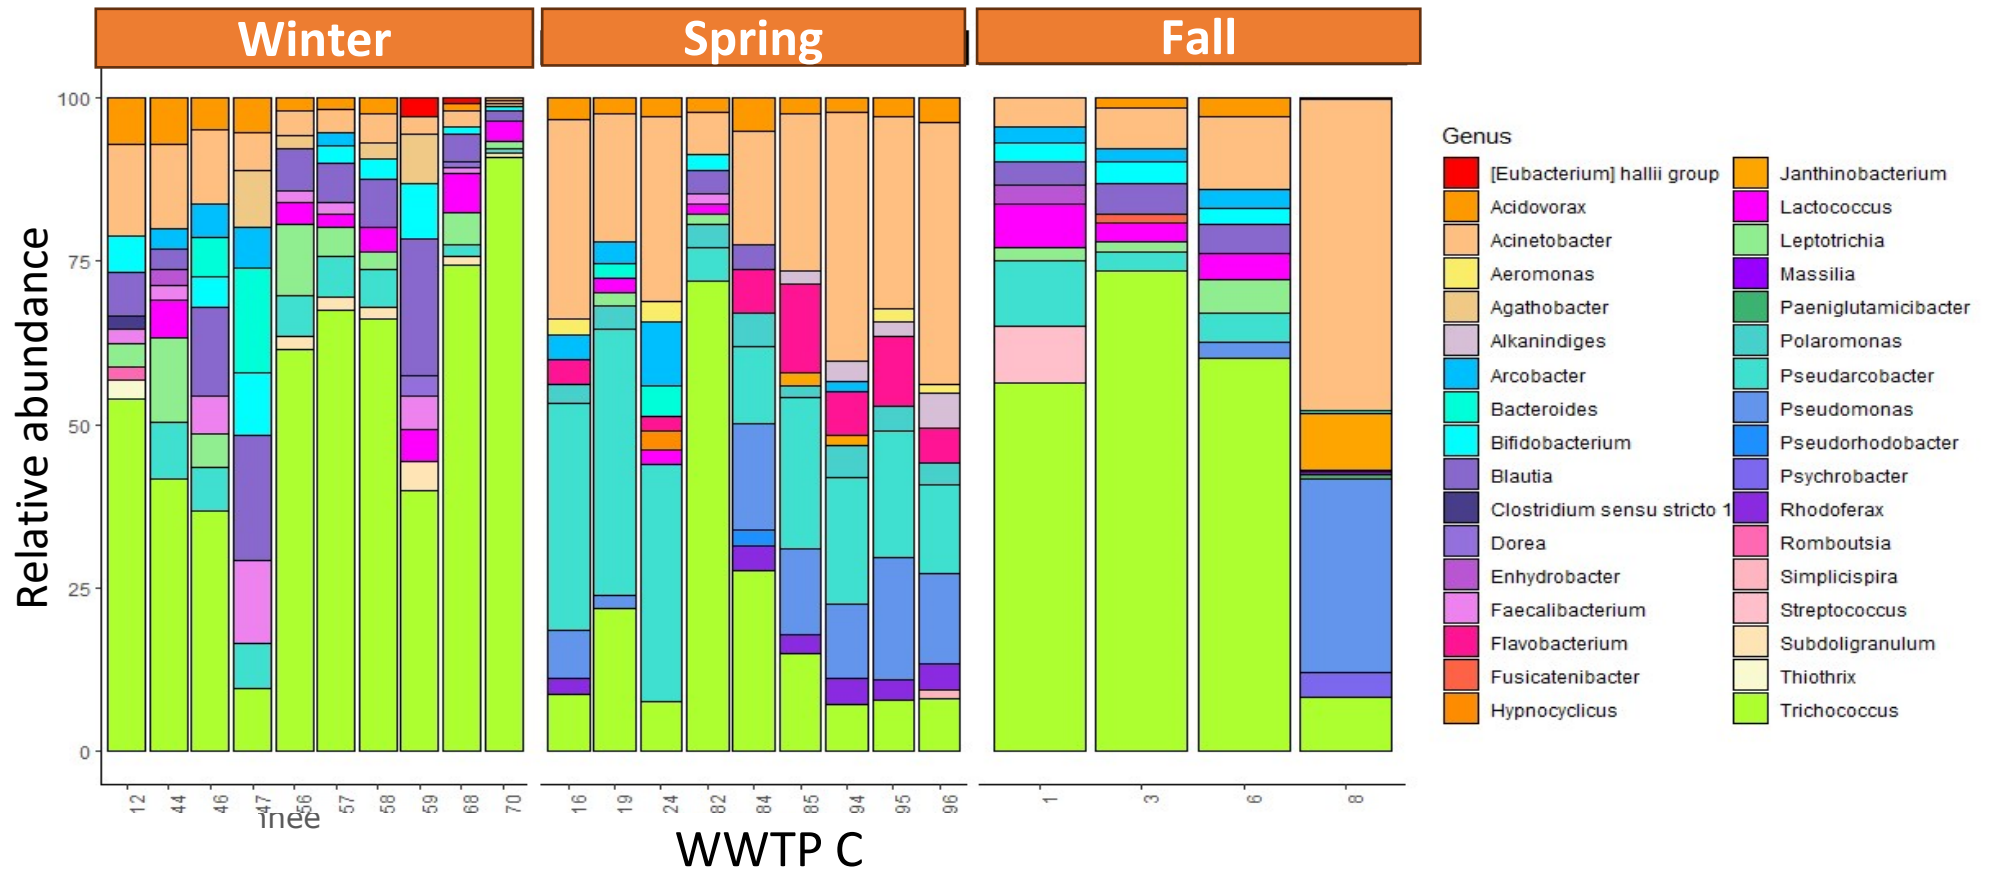 Winter Spring Fall
Relative abundance
100
75
50
25
0
12 44 46 47 56 57 58 59 68 70 16 19 24 82 84 85 94 95 96 1 3 6 8
WWTP C
Genus
[Eubacterium] hallii group
Acidovorax
Acinetobacter
Aeromonas
Agathobacter
Alkanindiges
Arcobacter
Bacteroides
Bifidobacterium
Blautia
Clostridium sensu stricto 1
Dorea
Enhydrobacter
Faecalibacterium
Flavobacterium
Fusicatenibacter
Hypnocyclicus
Janthinobacterium
Lactococcus
Leptotrichia
Massilia
Paeniglutamicibacter
Polaromonas
Pseudarcobacter
Pseudomonas
Pseudorhodobacter
Psychrobacter
Rhodoferax
Romboutsia
Simplicispira
Streptococcus
Subdoligranulum
Thiothrix
Trichococcus